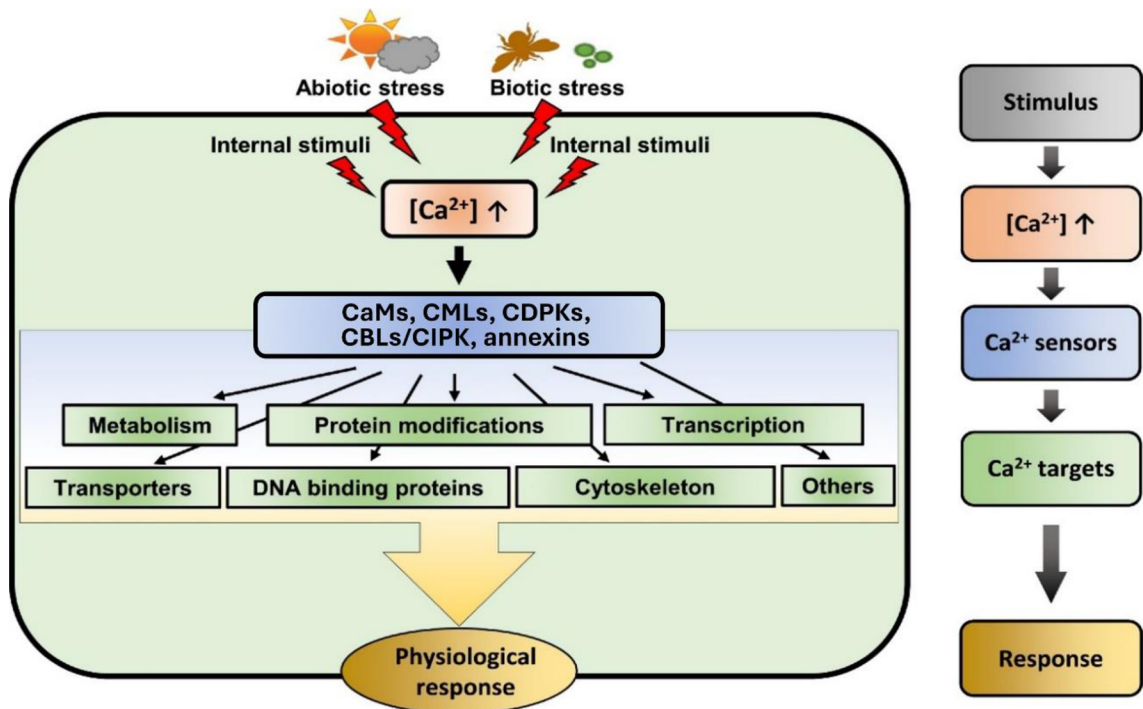 Abiotic stress
Biotic stress
Internal stimuli
Internal stimuli
[Ca²⁺] ↑
CaMs, CMLs, CDPKs,
CBLs/CIPK, annexins
Metabolism
Protein modifications
Transcription
Transporters
DNA binding proteins
Cytoskeleton
Others
Physiological
response
Stimulus
[Ca²⁺] ↑
Ca²⁺ sensors
Ca²⁺ targets
Response